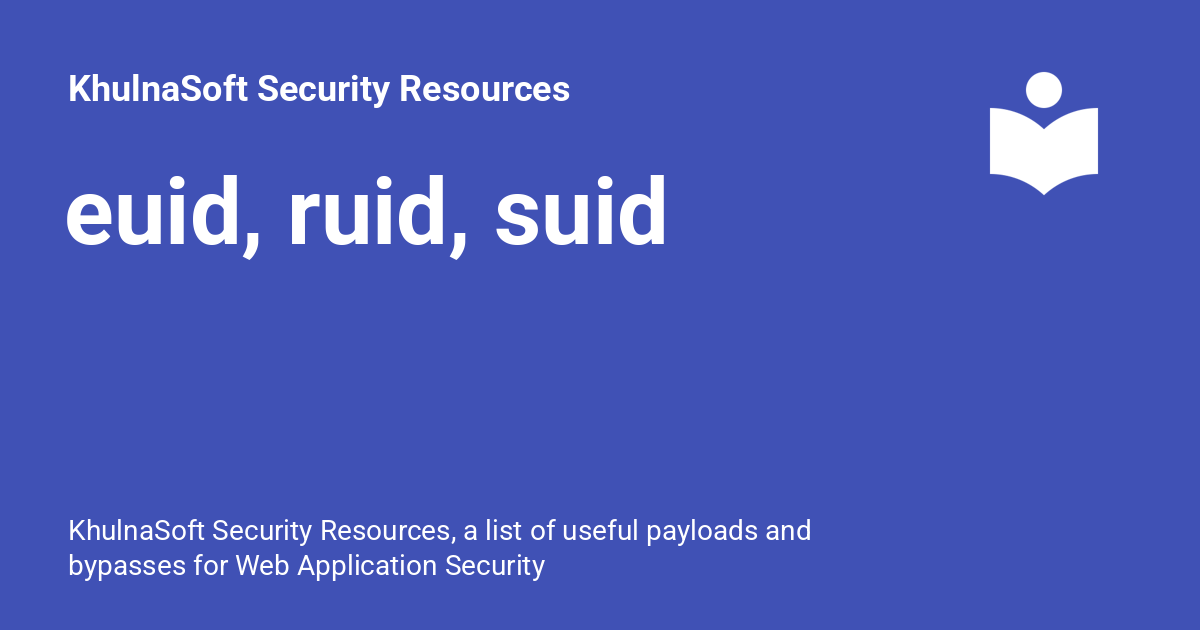 KhulnaSoft Security Resources
euid, ruid, suid
KhulnaSoft Security Resources, a list of useful payloads and
bypasses for Web Application Security